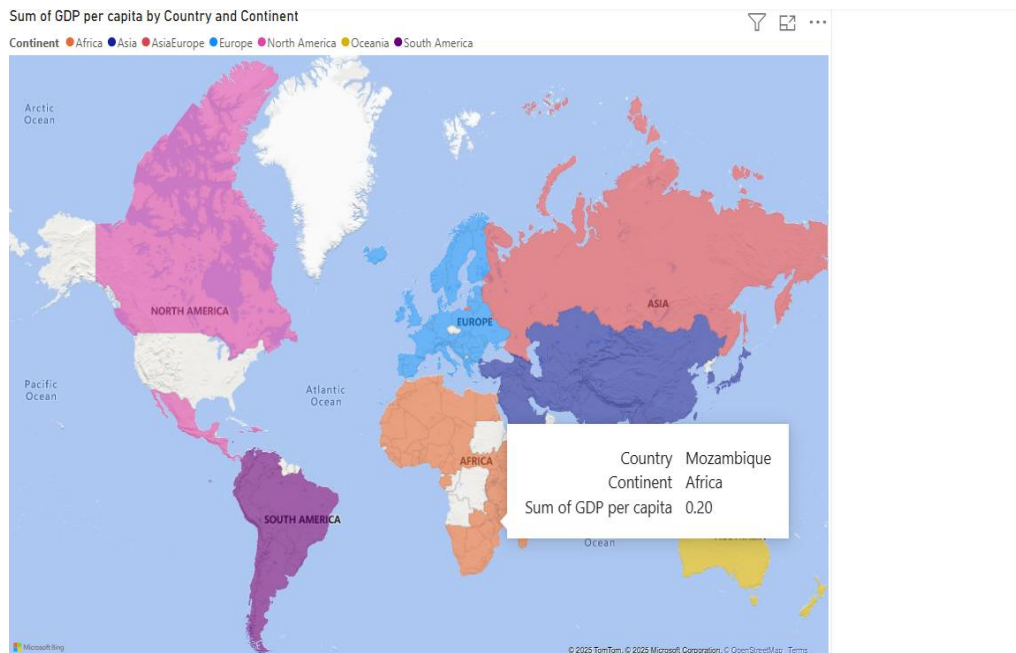 Sum of GDP per capita by Country and Continent
Continent Africa Asia AsiaEurope Europe North America Oceania South America
Arctic
Ocean
NORTH AMERICA
ASIA
EUROPE
Pacific
Ocean
Atlantic
Ocean
AFRICA
Country Mozambique
Continent Africa
Sum of GDP per capita 0.20
SOUTH AMERICA
Ocean
Microsoft Bing
© 2025 TomTom, © 2025 Microsoft Corporation, © OpenStreetMap Terms